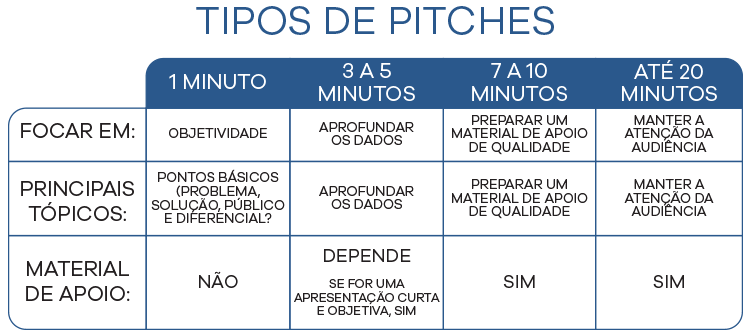 TIPOS DE PITCHES
1 MINUTO
3 A 5
MINUTOS
7 A 10
MINUTOS
ATÉ 20
MINUTOS
FOCAR EM:
OBJETIVIDADE
APROFUNDAR
OS DADOS
PREPARAR UM
MATERIAL DE APOIO
DE QUALIDADE
MANTER A
ATENÇÃO DA
AUDIÊNCIA
PRINCIPAIS
TÓPICOS:
PONTOS BÁSICOS
(PROBLEMA,
SOLUÇÃO, PÚBLICO
E DIFERENCIAL?
APROFUNDAR
OS DADOS
PREPARAR UM
MATERIAL DE APOIO
DE QUALIDADE
MANTER A
ATENÇÃO DA
AUDIÊNCIA
MATERIAL
DE APOIO:
NÃO
DEPENDE
SE FOR UMA
APRESENTAÇÃO CURTA
E OBJETIVA, SIM
SIM
SIM